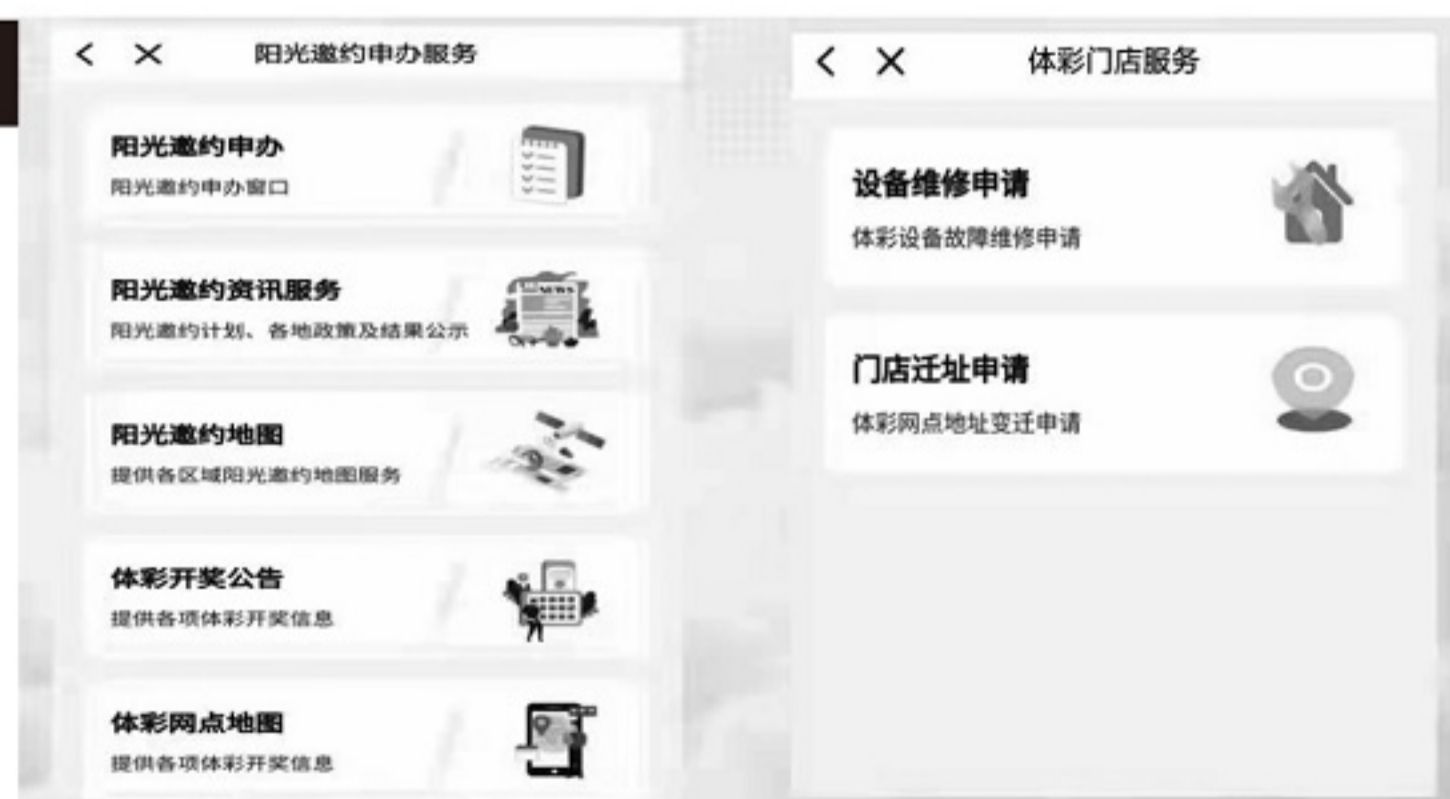 阳光邀约申办服务
阳光邀约申办
阳光邀约申办窗口
阳光邀约资讯服务
阳光邀约计划、各地政策及结果公示
NEWS
阳光邀约地图
提供各区域阳光邀约地图服务
体彩开奖公告
提供各项体彩开奖信息
体彩网点地图
提供各项体彩开奖信息
体彩门店服务
设备维修申请
体彩设备故障维修申请
门店迁址申请
体彩网点地址变迁申请